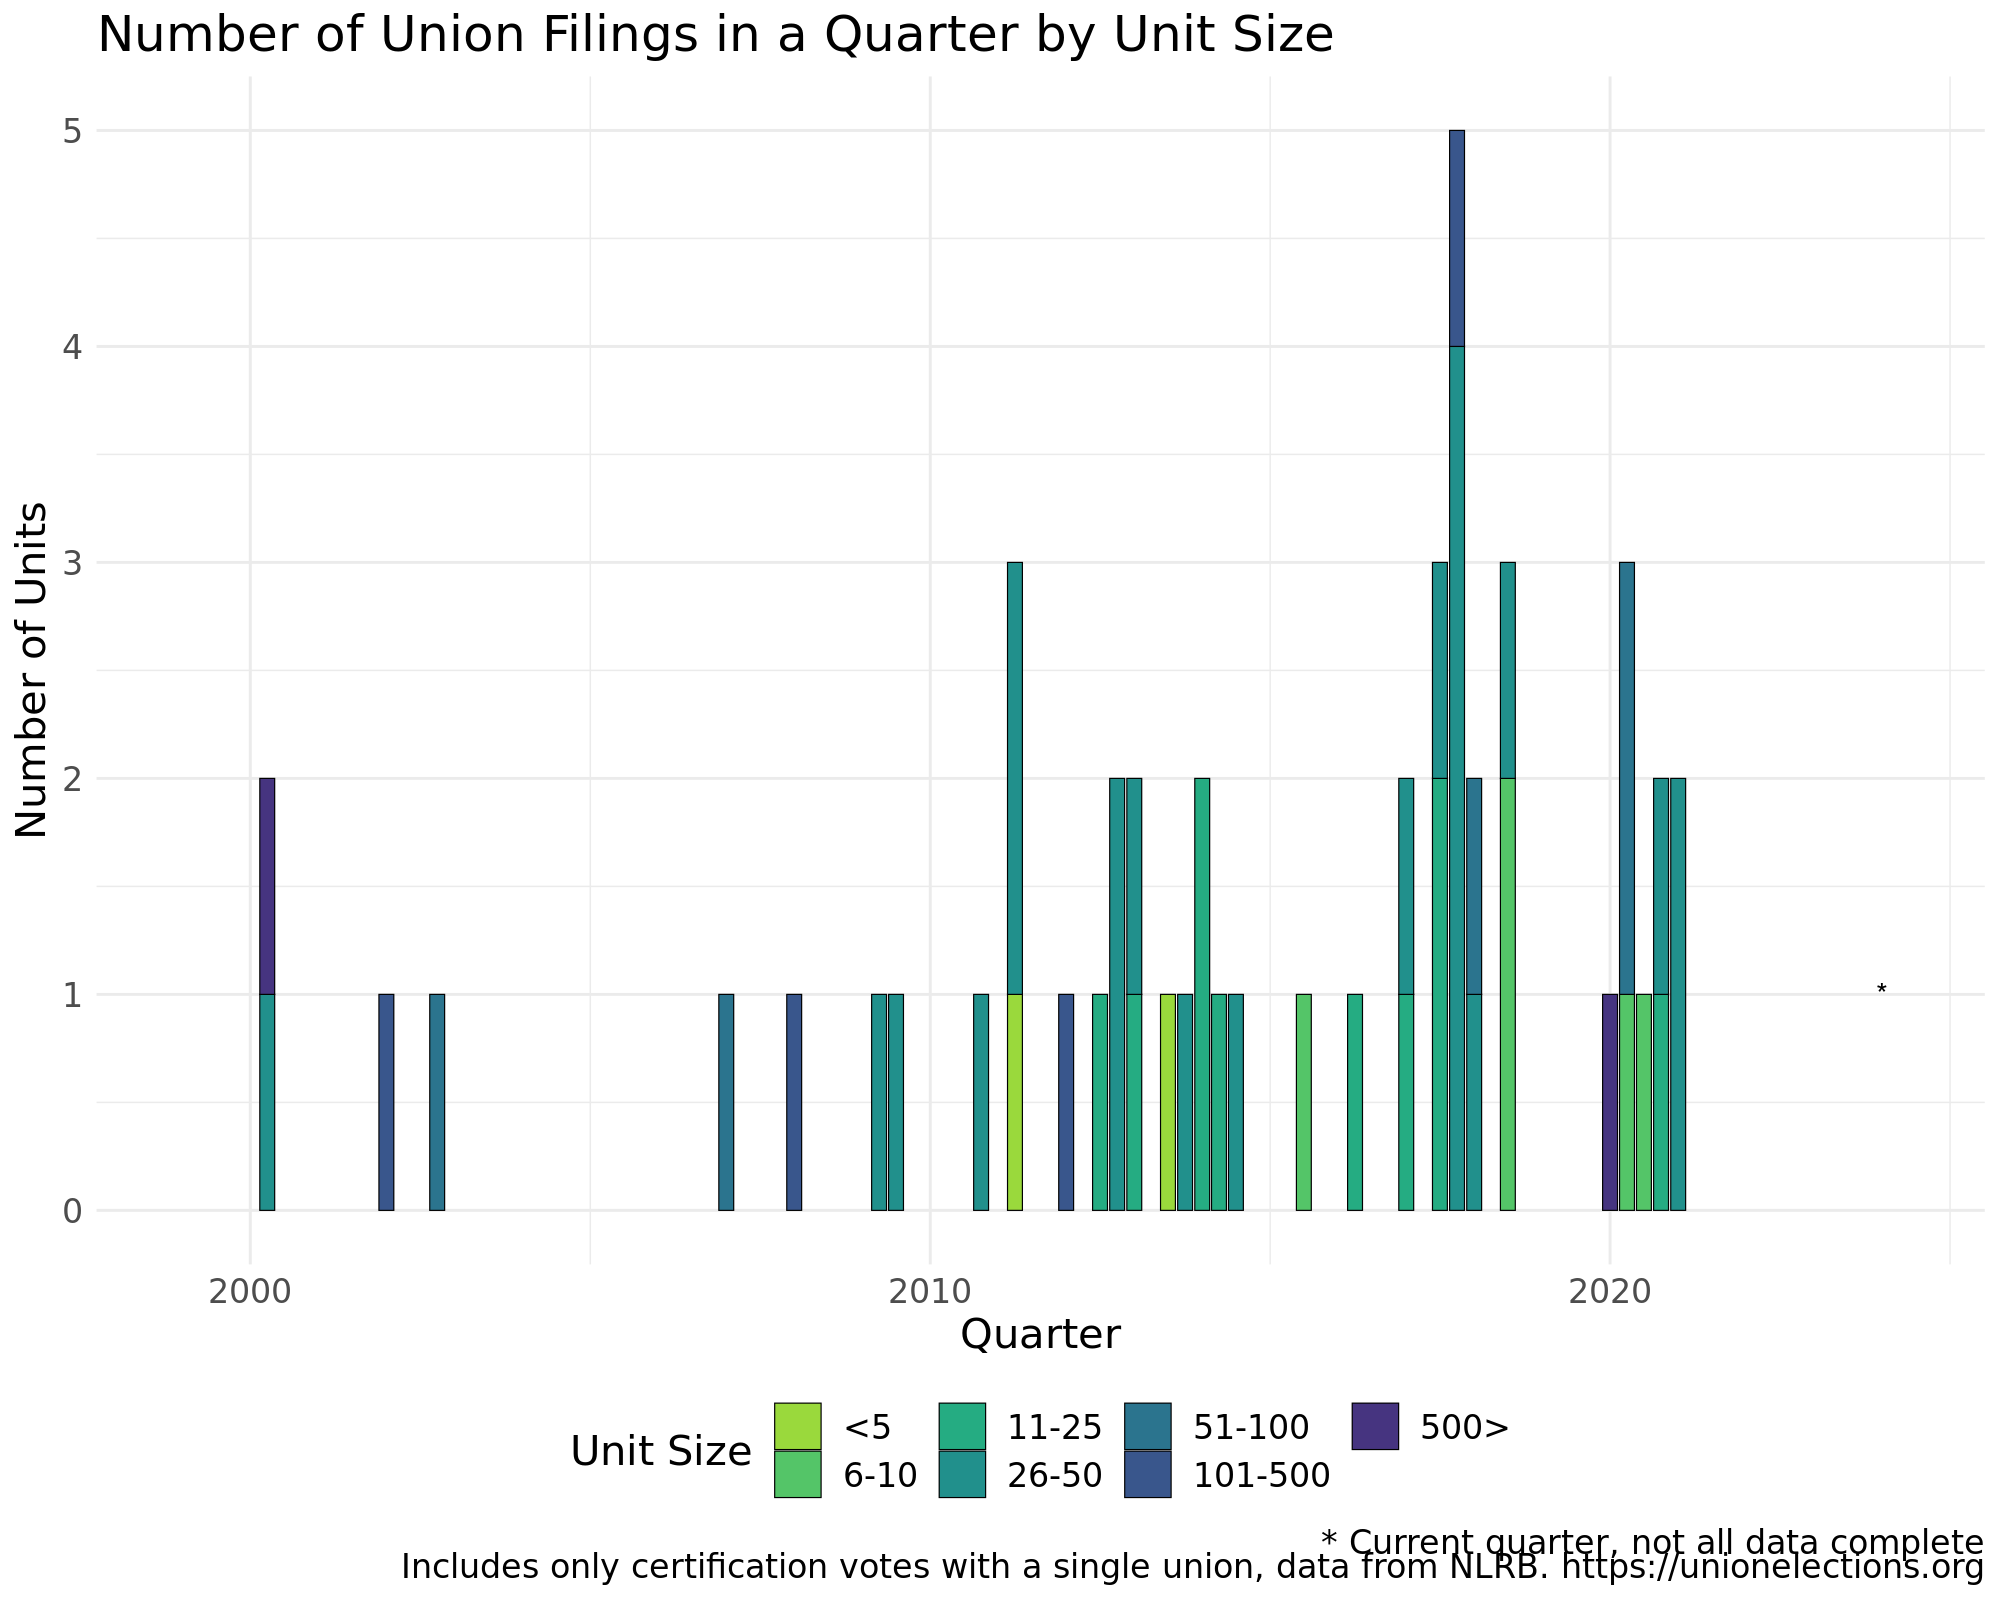 Number of Union Filings in a Quarter by Unit Size
Number of Units
5
4
3
2
1
0
*
2000 2010 2020
Quarter
Unit Size
<5 11-25 51-100 500>
6-10 26-50 101-500
* Current quarter, not all data complete
Includes only certification votes with a single union, data from NLRB. https://unionelections.org